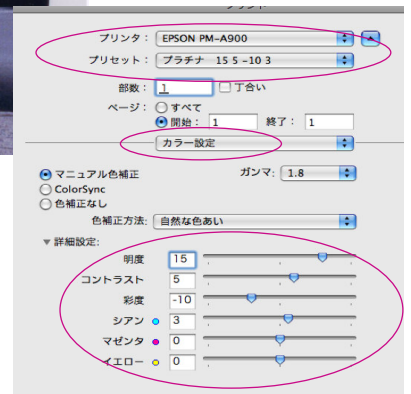 プリント
プリンタ： EPSON PM-A900
プリセット： プラチナ 15 5 -10 3
部数： 1 丁合い
ページ： すべて
開始： 1 終了： 1
カラー設定
マニュアル色補正 ガンマ: 1.8
ColorSync
色補正なし
色補正方法: 自然な色あい
詳細設定:
明度 15
コントラスト 5
彩度 -10
シアン 3
マゼンタ 0
イエロー 0